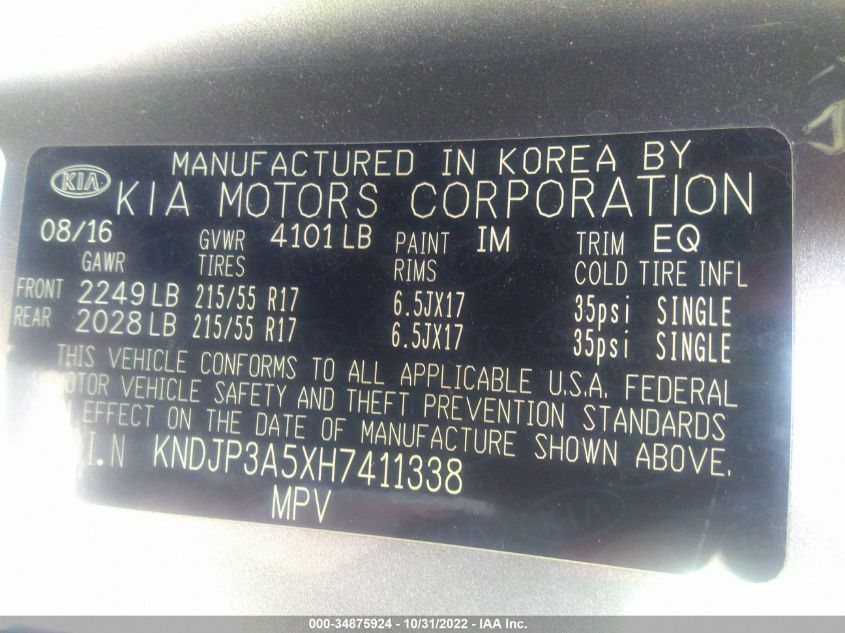 MANUFACTURED IN KOREA BY
KIA KIA MOTORS CORPORATION
08/16 GVWR 4101 LB PAINT IM TRIM EQ
GAWR TIRES RIMS COLD TIRE INFL
FRONT 2249 LB 215/55 R17 6.5JX17 35psi SINGLE
REAR 2028 LB 215/55 R17 6.5JX17 35psi SINGLE
THIS VEHICLE CONFORMS TO ALL APPLICABLE U.S.A. FEDERAL
MOTOR VEHICLE SAFETY AND THEFT PREVENTION STANDARDS
EFFECT ON THE DATE OF MANUFACTURE SHOWN ABOVE.
I.N KNDJP3A5XH7411338
MPV
000-34875924 - 10/31/2022 - IAA Inc.